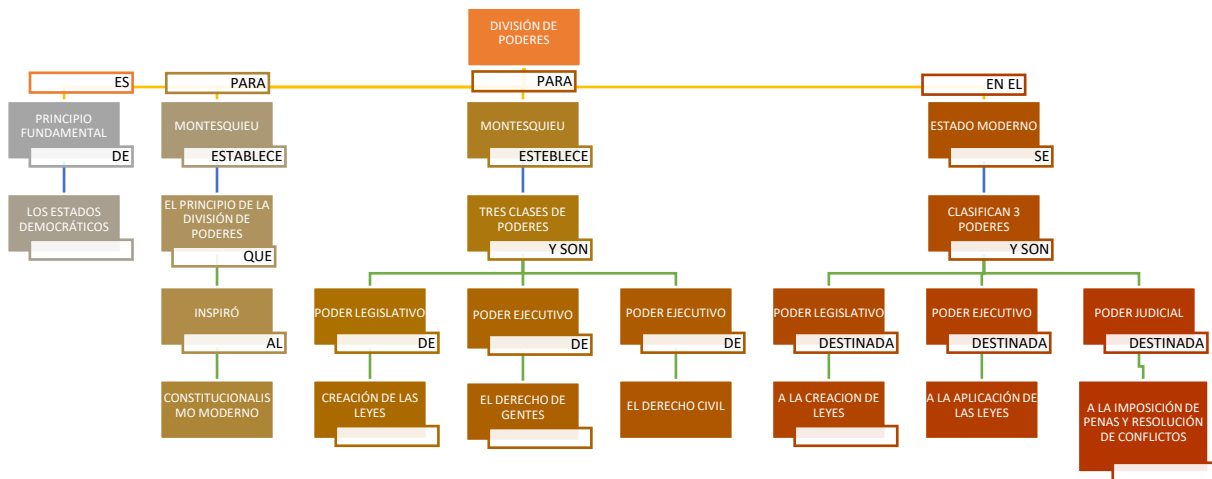 DIVISIÓN DE
PODERES
ES
PARA
PARA
EN EL
PRINCIPIO
FUNDAMENTAL
DE
MONTESQUIEU
ESTABLECE
MONTESQUIEU
ESTEBLECE
ESTADO MODERNO
SE
LOS ESTADOS
DEMOCRÁTICOS
EL PRINCIPIO DE LA
DIVISIÓN DE
PODERES
QUE
TRES CLASES DE
PODERES
Y SON
CLASIFICAN 3
PODERES
Y SON
INSPIRÓ
AL
PODER LEGISLATIVO
DE
PODER EJECUTIVO
DE
PODER EJECUTIVO
DE
PODER LEGISLATIVO
DESTINADA
PODER EJECUTIVO
DESTINADA
PODER JUDICIAL
DESTINADA
CONSTITUCIONALIS
MO MODERNO
CREACIÓN DE LAS
LEYES
EL DERECHO DE
GENTES
EL DERECHO CIVIL
A LA CREACION DE
LEYES
A LA APLICACIÓN DE
LAS LEYES
A LA IMPOSICIÓN DE
PENAS Y RESOLUCIÓN
DE CONFLICTOS